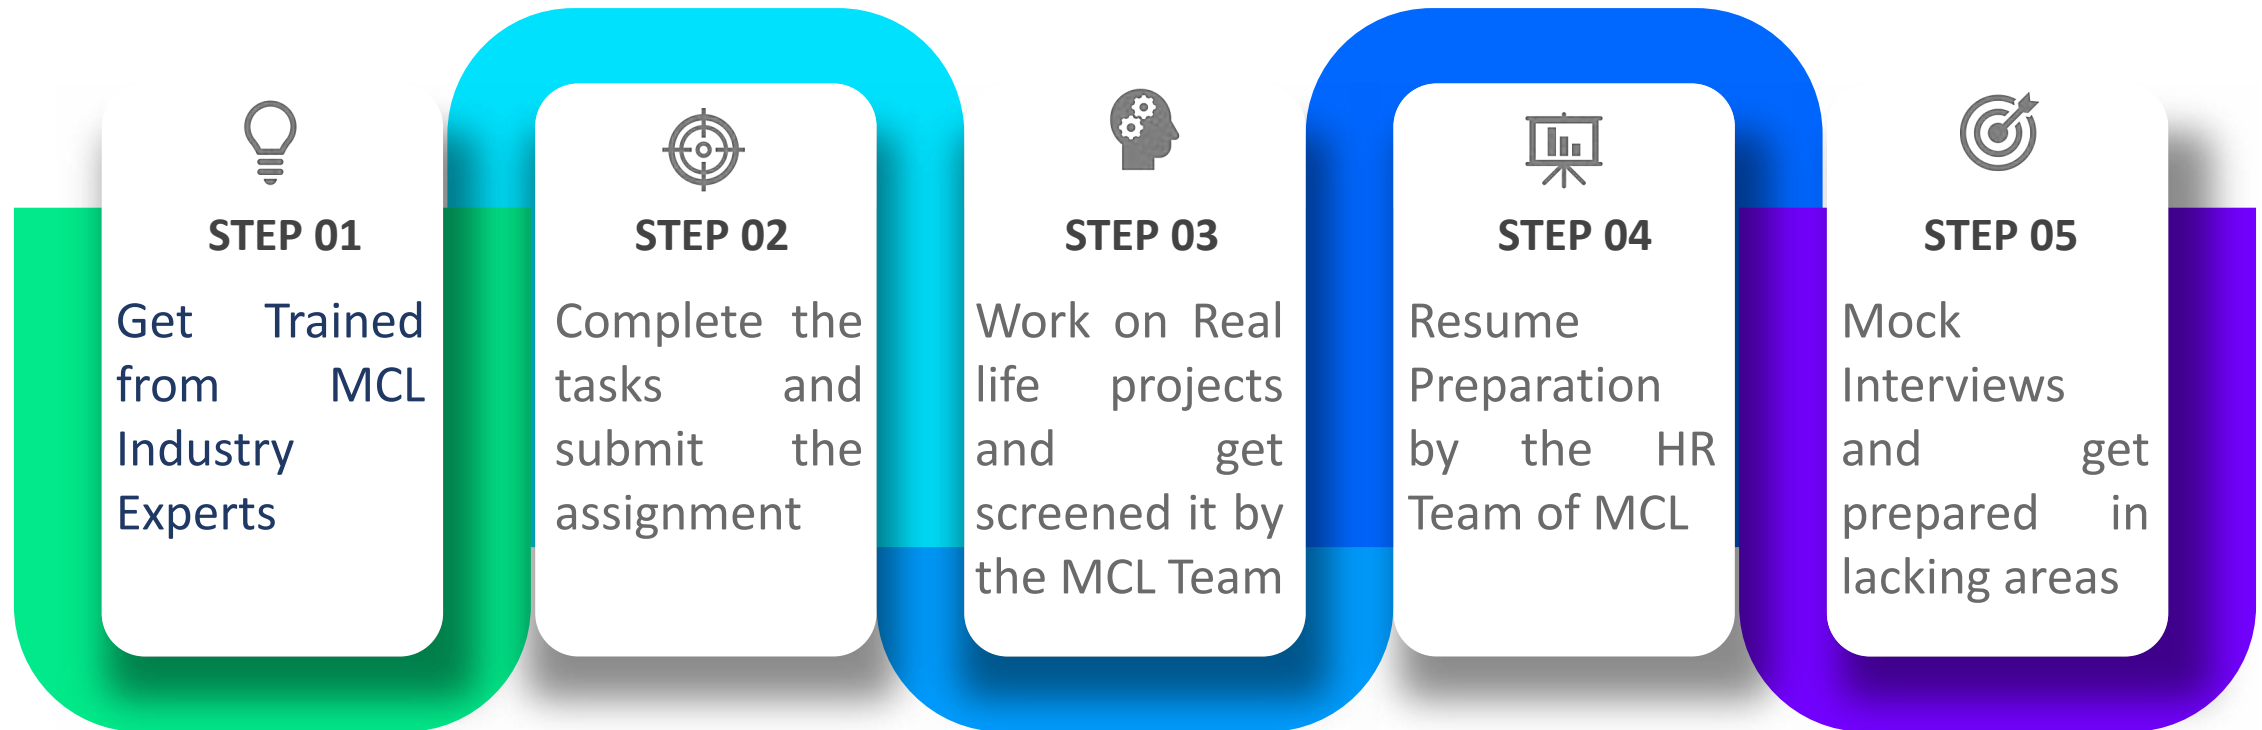 STEP 01
Get Trained
from MCL
Industry
Experts
STEP 02
Complete the
tasks and
submit the
assignment
STEP 03
Work on Real
life projects
and get
screened it by
the MCL Team
STEP 04
Resume
Preparation
by the HR
Team of MCL
STEP 05
Mock
Interviews
and get
prepared in
lacking areas